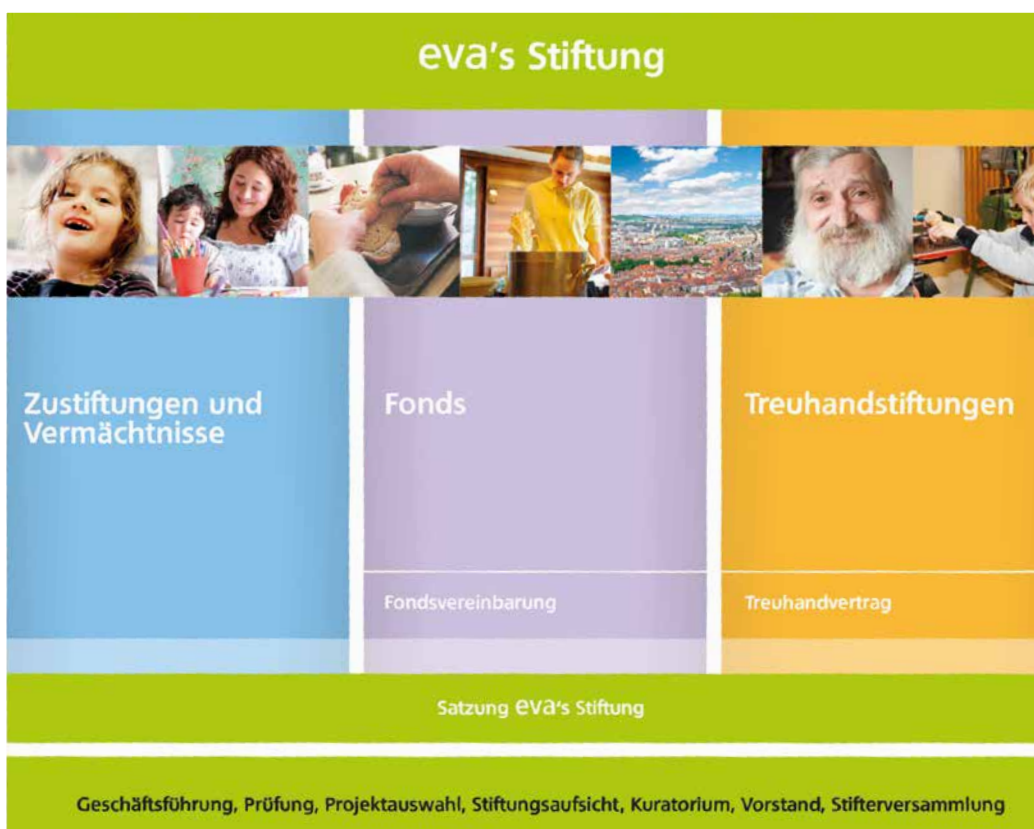 eva's Stiftung
Zustiftungen und
Vermächtnisse
Fonds
Treuhandstiftungen
Fondsvereinbarung
Treuhandvertrag
Satzung eva's Stiftung
Geschäftsführung, Prüfung, Projektauswahl, Stiftungsaufsicht, Kuratorium, Vorstand, Stifterversammlung